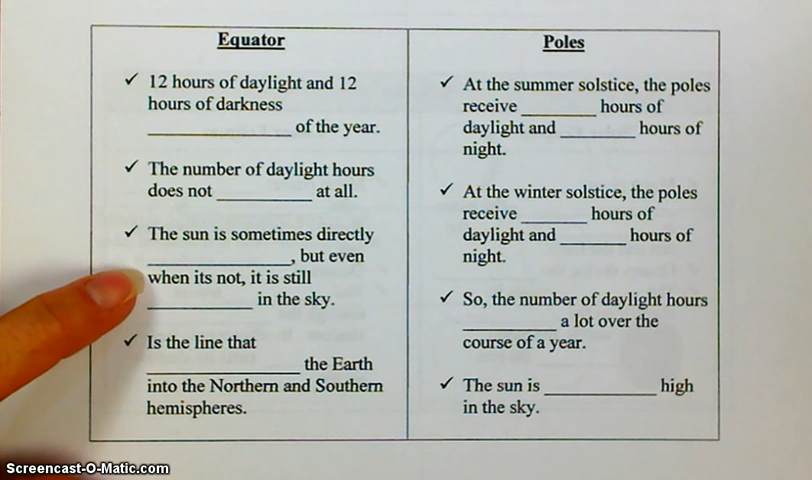 Equator
✓ 12 hours of daylight and 12
hours of darkness
_______________ of the year.
✓ The number of daylight hours
does not __________ at all.
✓ The sun is sometimes directly
_______________, but even
when its not, it is still
___________ in the sky.
✓ Is the line that
________________ the Earth
into the Northern and Southern
hemispheres.
Poles
✓ At the summer solstice, the poles
receive ________ hours of
daylight and ________ hours of
night.
✓ At the winter solstice, the poles
receive _______ hours of
daylight and _______ hours of
night.
✓ So, the number of daylight hours
__________ a lot over the
course of a year.
✓ The sun is ____________ high
in the sky.
Screencast-O-Matic.com